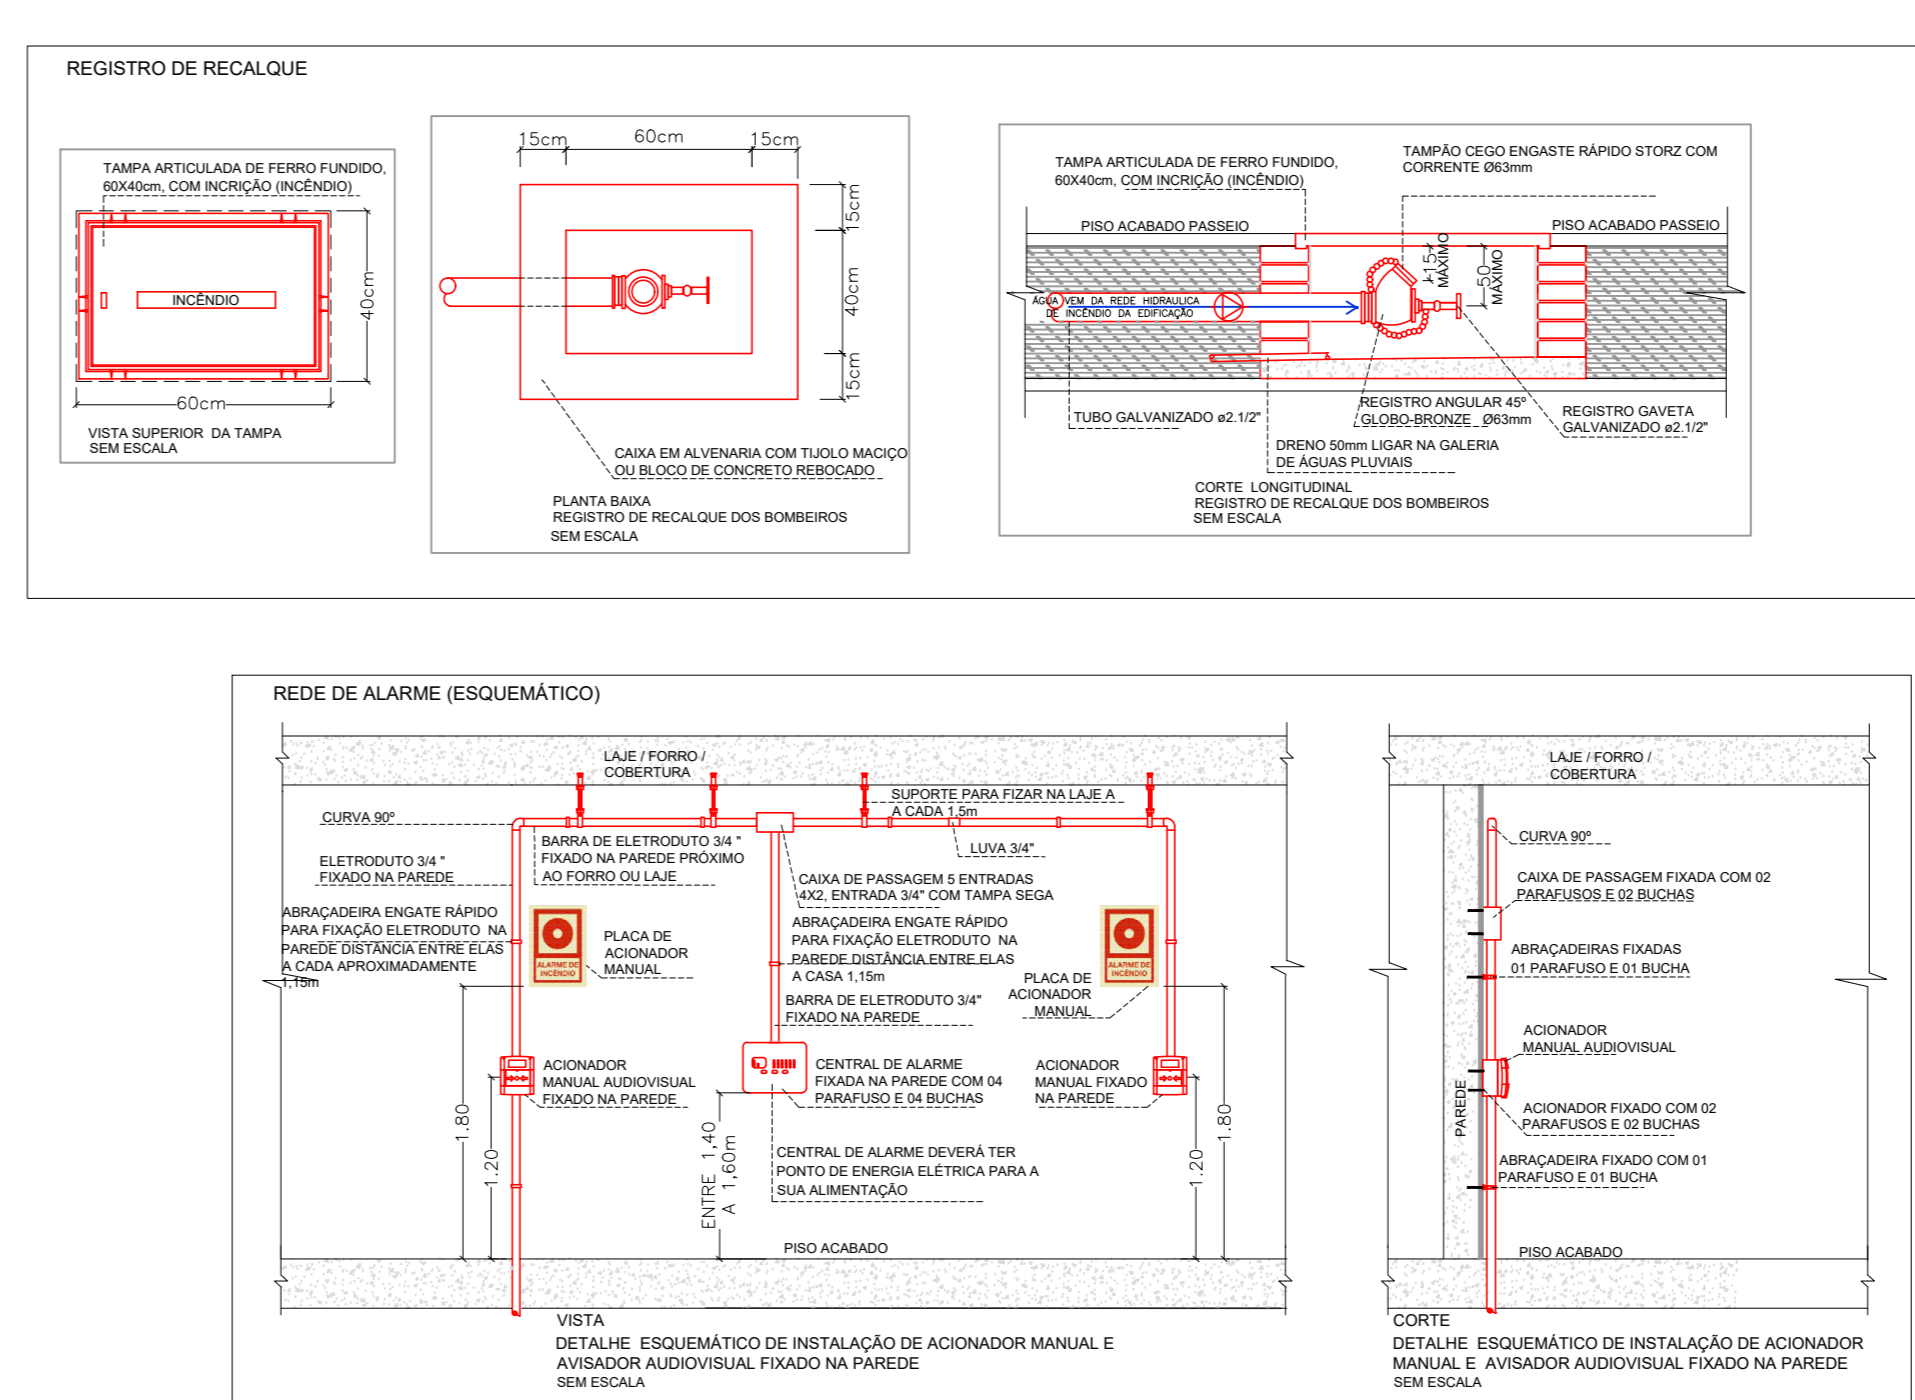 REGISTRO DE RECALQUE
TAMPA ARTICULADA DE FERRO FUNDIDO,
60X40cm, COM INCRIÇÃO (INCÊNDIO)
INCÊNDIO
40cm
60cm
VISTA SUPERIOR DA TAMPA
SEM ESCALA
15cm
60cm
15cm
15cm
40cm
15cm
CAIXA EM ALVENARIA COM TIJOLO MACIÇO
OU BLOCO DE CONCRETO REBOCADO
PLANTA BAIXA
REGISTRO DE RECALQUE DOS BOMBEIROS
SEM ESCALA
TAMPA ARTICULADA DE FERRO FUNDIDO,
60X40cm, COM INCRIÇÃO (INCÊNDIO)
TAMPÃO CEGO ENGASTE RÁPIDO STORZ COM
CORRENTE Ø63mm
PISO ACABADO PASSEIO
PISO ACABADO PASSEIO
15
MÁXIMO
50
MÁXIMO
ÁGUA VEM DA REDE HIDRAULICA
DE INCÊNDIO DA EDIFICAÇÃO
TUBO GALVANIZADO ø2.1/2"
REGISTRO ANGULAR 45º
GLOBO-BRONZE Ø63mm
REGISTRO GAVETA
GALVANIZADO ø2.1/2"
DRENO 50mm LIGAR NA GALERIA
DE ÁGUAS PLUVIAIS
CORTE LONGITUDINAL
REGISTRO DE RECALQUE DOS BOMBEIROS
SEM ESCALA
REDE DE ALARME (ESQUEMÁTICO)
LAJE / FORRO /
COBERTURA
SUPORTE PARA FIZAR NA LAJE A
A CADA 1,5m
CURVA 90º
BARRA DE ELETRODUTO 3/4 "
FIXADO NA PAREDE PRÓXIMO
AO FORRO OU LAJE
LUVA 3/4"
ELETRODUTO 3/4 "
FIXADO NA PAREDE
CAIXA DE PASSAGEM 5 ENTRADAS
4X2, ENTRADA 3/4" COM TAMPA SEGA
ABRAÇADEIRA ENGATE RÁPIDO
PARA FIXAÇÃO ELETRODUTO NA
PAREDE DISTÂNCIA ENTRE ELAS
A CADA APROXIMADAMENTE
1,15m
ALARME DE
INCÊNDIO
PLACA DE
ACIONADOR
MANUAL
ABRAÇADEIRA ENGATE RÁPIDO
PARA FIXAÇÃO ELETRODUTO NA
PAREDE DISTÂNCIA ENTRE ELAS
A CASA 1,15m
BARRA DE ELETRODUTO 3/4"
FIXADO NA PAREDE
ALARME DE
INCÊNDIO
PLACA DE
ACIONADOR
MANUAL
ACIONADOR
MANUAL AUDIOVISUAL
FIXADO NA PAREDE
CENTRAL DE ALARME
FIXADA NA PAREDE COM 04
PARAFUSO E 04 BUCHAS
ACIONADOR
MANUAL FIXADO
NA PAREDE
1.80
1.20
ENTRE 1,40
A 1,60m
CENTRAL DE ALARME DEVERÁ TER
PONTO DE ENERGIA ELÉTRICA PARA A
SUA ALIMENTAÇÃO
1.20
1.80
PISO ACABADO
VISTA
DETALHE ESQUEMÁTICO DE INSTALAÇÃO DE ACIONADOR MANUAL E
AVISADOR AUDIOVISUAL FIXADO NA PAREDE
SEM ESCALA
LAJE / FORRO /
COBERTURA
CURVA 90º
CAIXA DE PASSAGEM FIXADA COM 02
PARAFUSOS E 02 BUCHAS
ABRAÇADEIRAS FIXADAS
01 PARAFUSO E 01 BUCHA
ACIONADOR
MANUAL AUDIOVISUAL
PAREDE
ACIONADOR FIXADO COM 02
PARAFUSOS E 02 BUCHAS
ABRAÇADEIRA FIXADO COM 01
PARAFUSO E 01 BUCHA
PISO ACABADO
CORTE
DETALHE ESQUEMÁTICO DE INSTALAÇÃO DE ACIONADOR
MANUAL E AVISADOR AUDIOVISUAL FIXADO NA PAREDE
SEM ESCALA